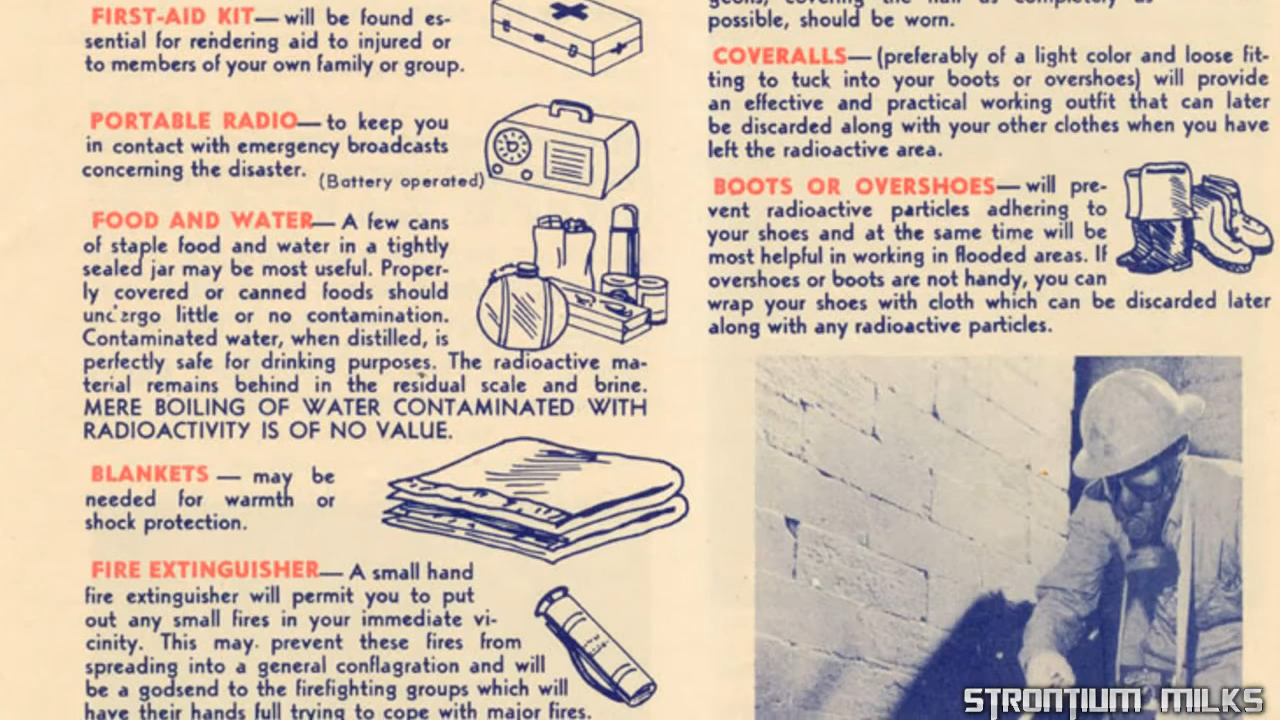 FIRST-AID KIT— will be found es-
sential for rendering aid to injured or
to members of your own family or group.
PORTABLE RADIO— to keep you
in contact with emergency broadcasts
concerning the disaster.
(Battery operated)
FOOD AND WATER— A few cans
of staple food and water in a tightly
sealed jar may be most useful. Proper-
ly covered or canned foods should
undergo little or no contamination.
Contaminated water, when distilled, is
perfectly safe for drinking purposes. The radioactive ma-
terial remains behind in the residual scale and brine.
MERE BOILING OF WATER CONTAMINATED WITH
RADIOACTIVITY IS OF NO VALUE.
BLANKETS — may be
needed for warmth or
shock protection.
FIRE EXTINGUISHER— A small hand
fire extinguisher will permit you to put
out any small fires in your immediate vi-
cinity. This may prevent these fires from
spreading into a general conflagration and will
be a godsend to the firefighting groups which will
have their hands full trying to cope with major fires.
possible, should be worn.
COVERALLS— (preferably of a light color and loose fit-
ting to tuck into your boots or overshoes) will provide
an effective and practical working outfit that can later
be discarded along with your other clothes when you have
left the radioactive area.
BOOTS OR OVERSHOES— will pre-
vent radioactive particles adhering to
your shoes and at the same time will be
most helpful in working in flooded areas. If
overshoes or boots are not handy, you can
wrap your shoes with cloth which can be discarded later
along with any radioactive particles.
STRONTIUM MILKS